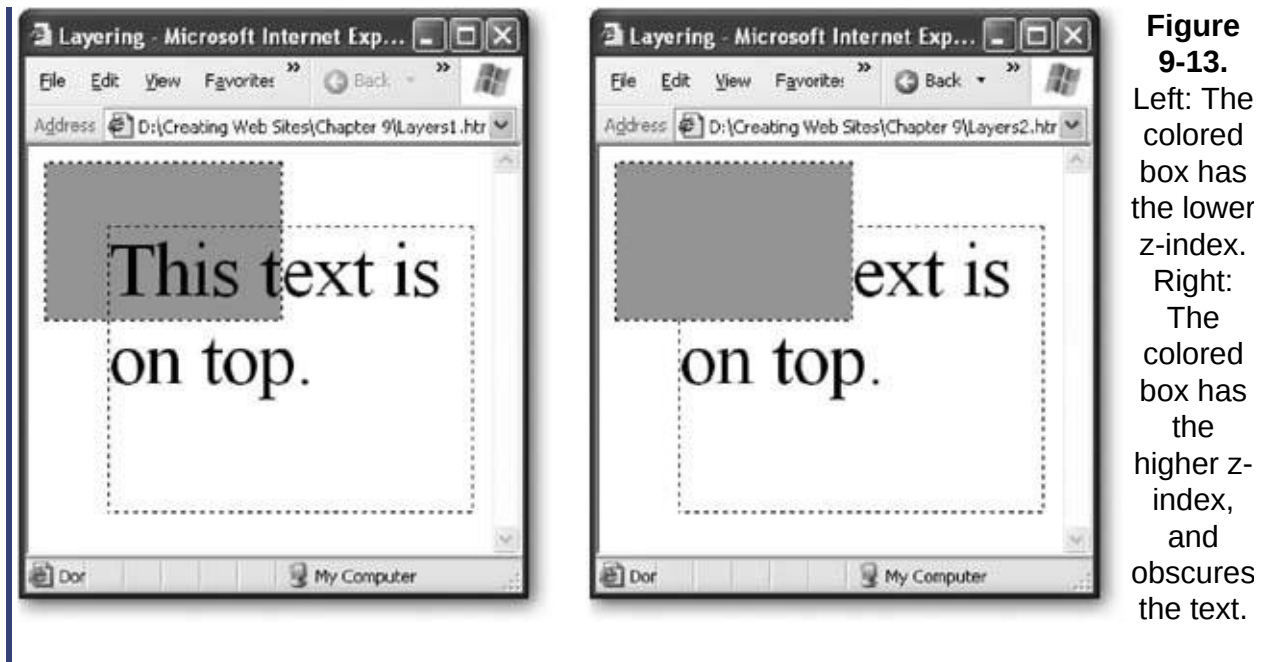 Layering - Microsoft Internet Exp...
File Edit View Favorites » Back »
Address D:\Creating Web Sites\Chapter 9\Layers1.htr
This text is
on top.
Dor My Computer
Layering - Microsoft Internet Exp...
File Edit View Favorites » Back »
Address D:\Creating Web Sites\Chapter 9\Layers2.htr
ext is
on top.
Dor My Computer
Figure
9-13.
Left: The
colored
box has
the lower
z-index.
Right:
The
colored
box has
the
higher z-
index,
and
obscures
the text.